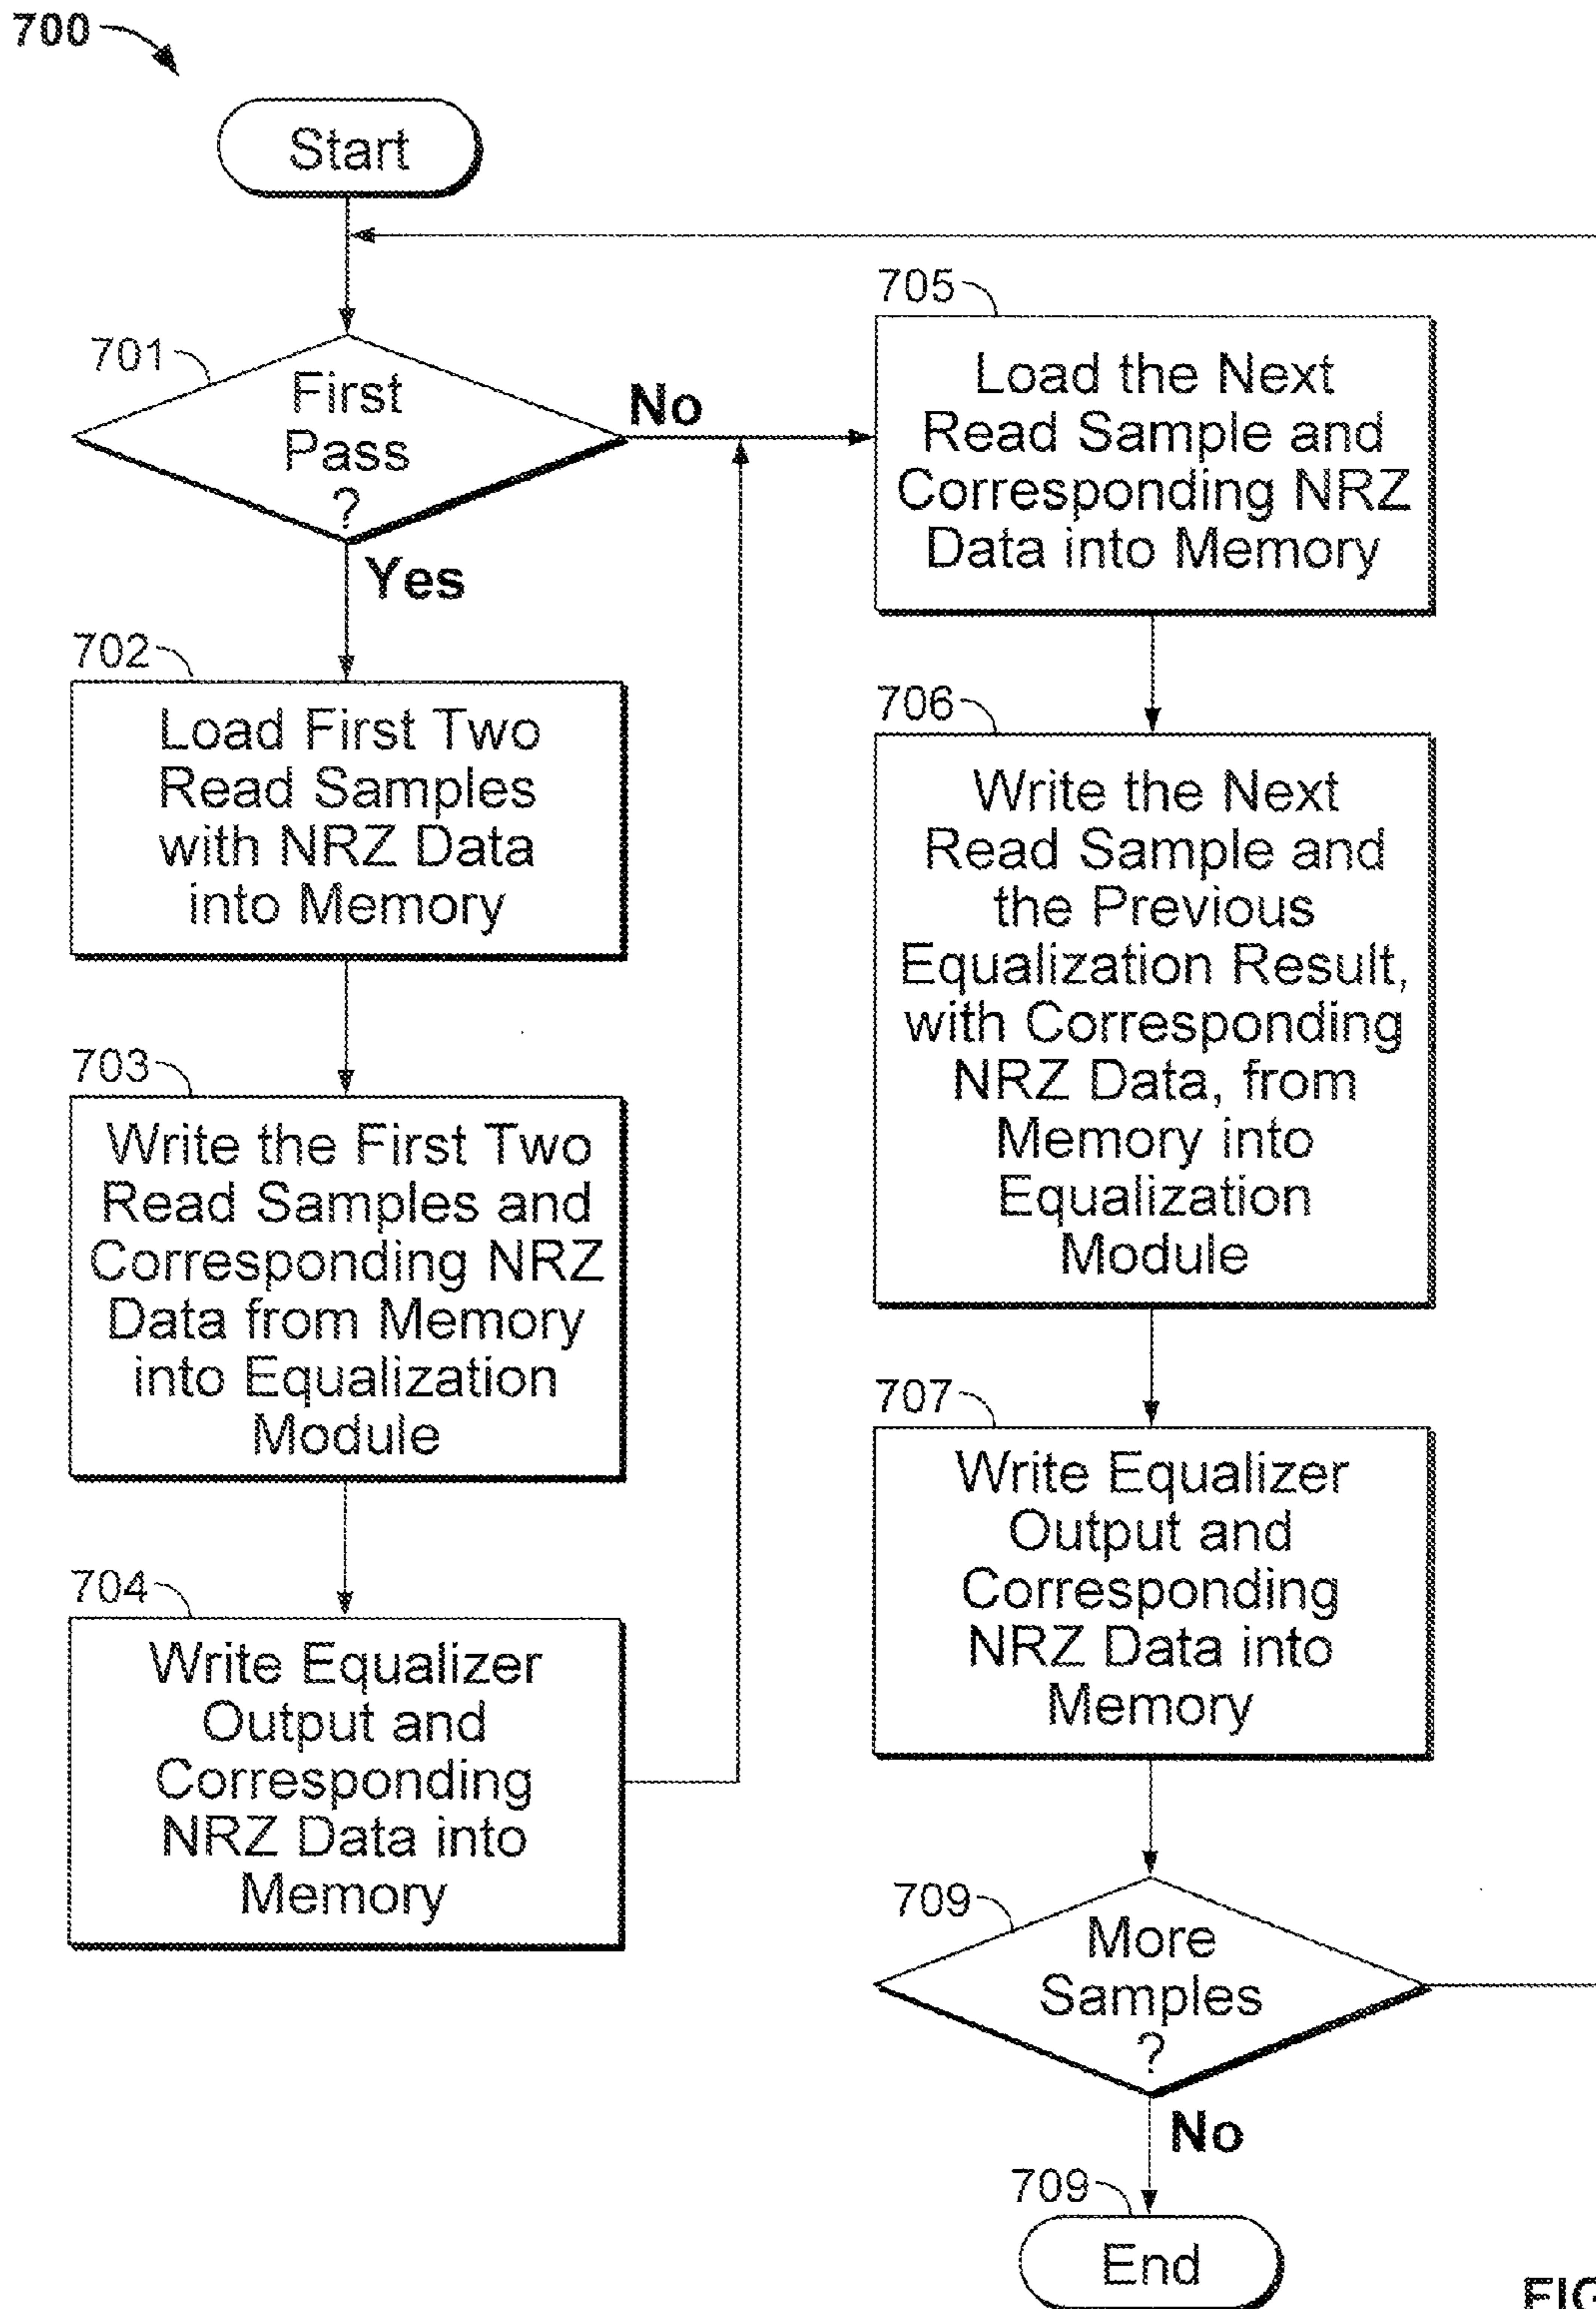 700
Start
701
First
Pass
?
No
Yes
702
Load First Two
Read Samples
with NRZ Data
into Memory
703
Write the First Two
Read Samples and
Corresponding NRZ
Data from Memory
into Equalization
Module
704
Write Equalizer
Output and
Corresponding
NRZ Data into
Memory
705
Load the Next
Read Sample and
Corresponding NRZ
Data into Memory
706
Write the Next
Read Sample and
the Previous
Equalization Result,
with Corresponding
NRZ Data, from
Memory into
Equalization
Module
707
Write Equalizer
Output and
Corresponding
NRZ Data into
Memory
709
More
Samples
?
No
709
End
FIG